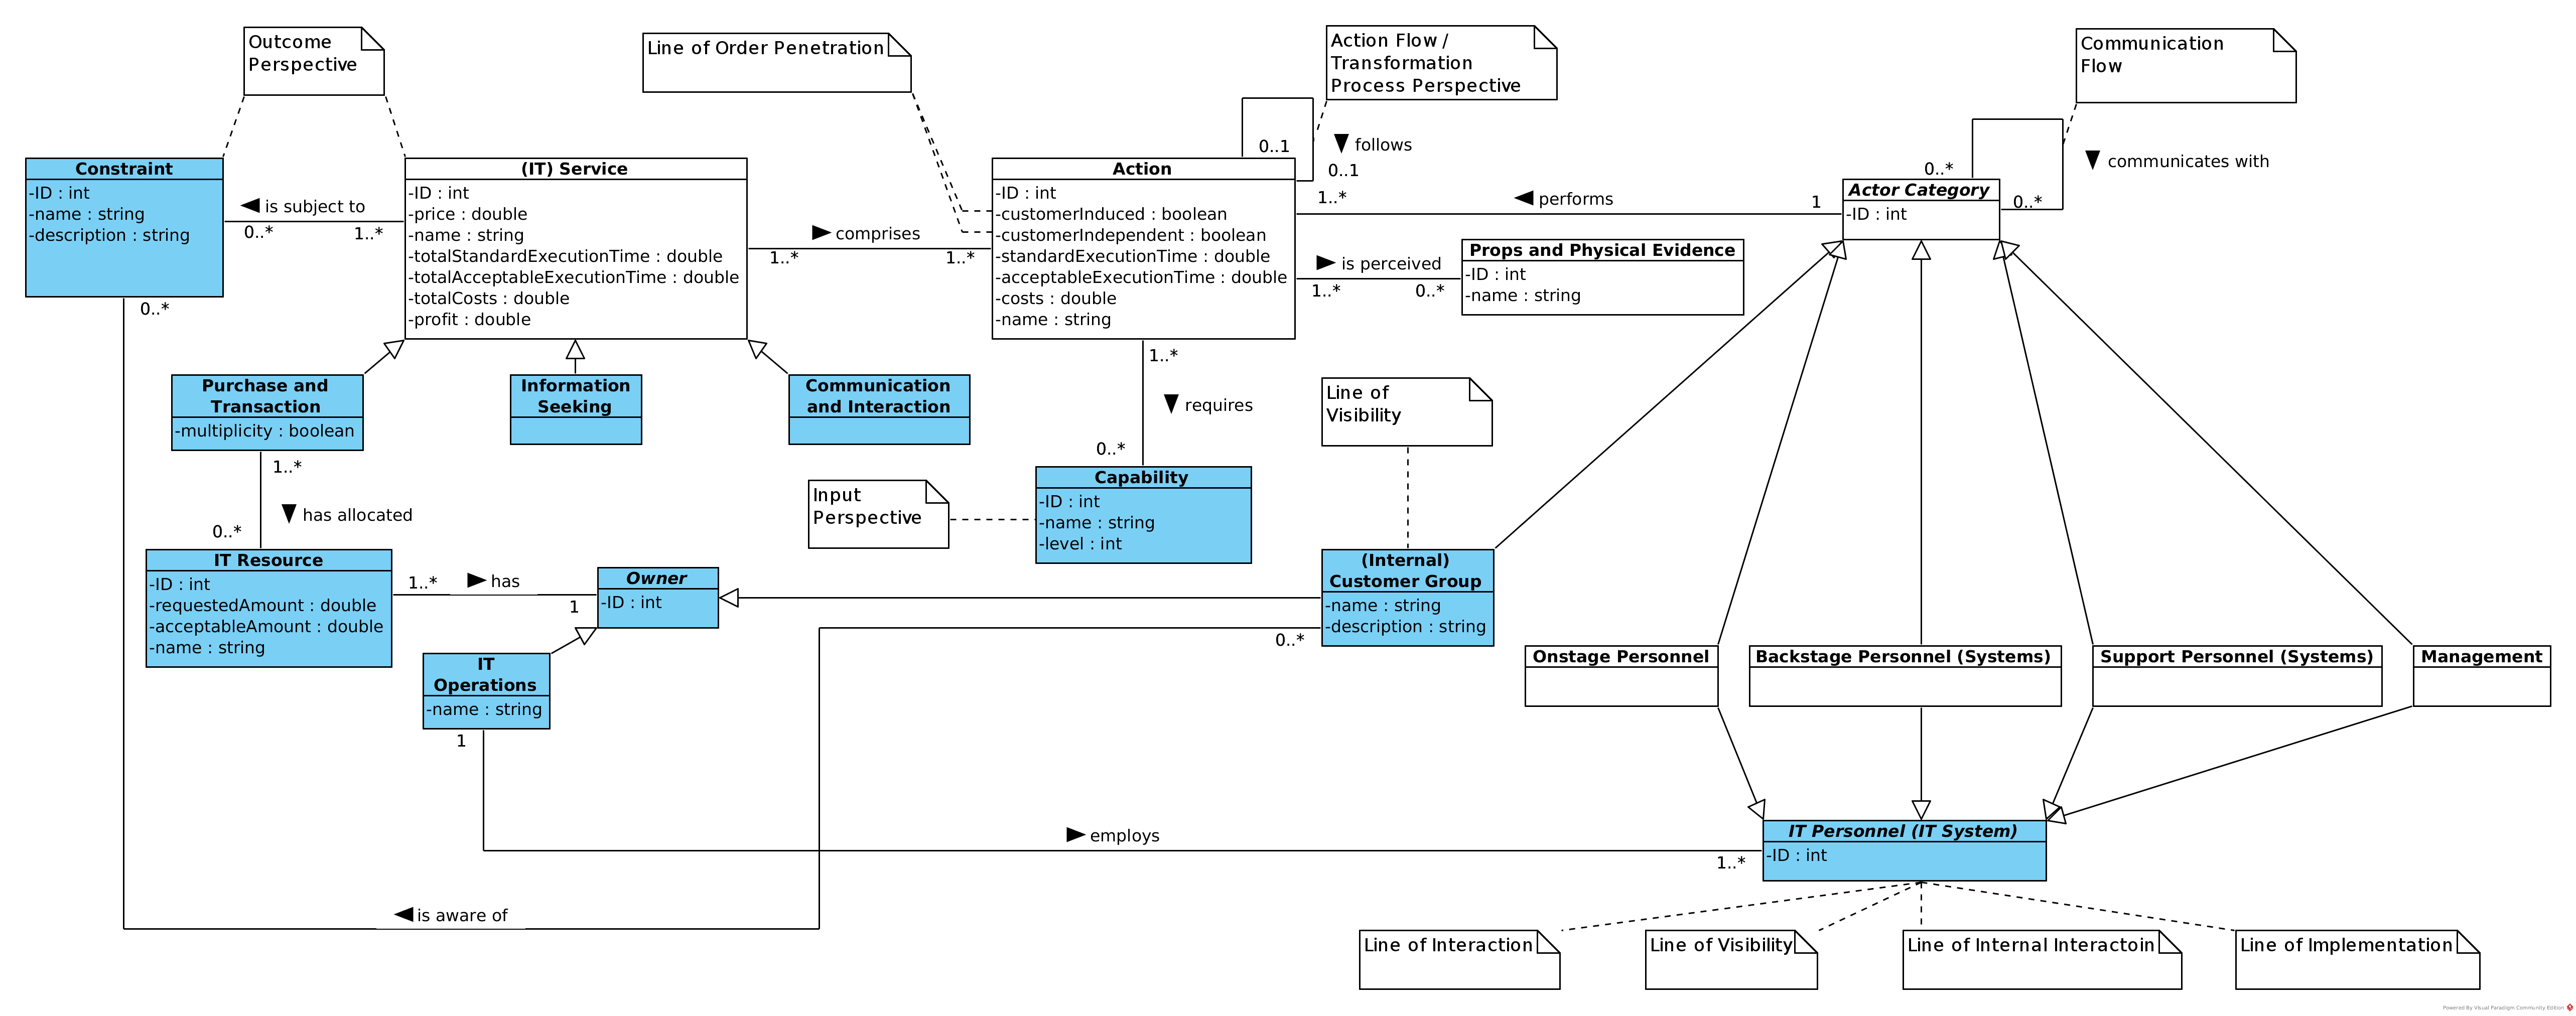 Outcome
Perspective
Line of Order Penetration
Action Flow /
Transformation
Process Perspective
Communication
Flow
0..1
follows
0..1
0..*
communicates with
0..*
Constraint
-ID : int
-name : string
-description : string
is subject to
0..*
1..*
(IT) Service
-ID : int
-price : double
-name : string
-totalStandardExecutionTime : double
-totalAcceptableExecutionTime : double
-totalCosts : double
-profit : double
comprises
1..*
1..*
Action
-ID : int
-customerInduced : boolean
-customerIndependent : boolean
-standardExecutionTime : double
-acceptableExecutionTime : double
-costs : double
-name : string
1..*
performs
1
Actor Category
-ID : int
is perceived
1..*
0..*
Props and Physical Evidence
-ID : int
-name : string
0..*
Purchase and
Transaction
-multiplicity : boolean
Information
Seeking
Communication
and Interaction
1..*
requires
0..*
Line of
Visibility
1..*
has allocated
0..*
Input
Perspective
Capability
-ID : int
-name : string
-level : int
IT Resource
-ID : int
-requestedAmount : double
-acceptableAmount : double
-name : string
1..*
has
1
Owner
-ID : int
(Internal)
Customer Group
-name : string
-description : string
0..*
IT
Operations
-name : string
1
Onstage Personnel
Backstage Personnel (Systems)
Support Personnel (Systems)
Management
employs
1..*
IT Personnel (IT System)
-ID : int
is aware of
Line of Interaction
Line of Visibility
Line of Internal Interactoin
Line of Implementation
Powered By Visual Paradigm Community Edition